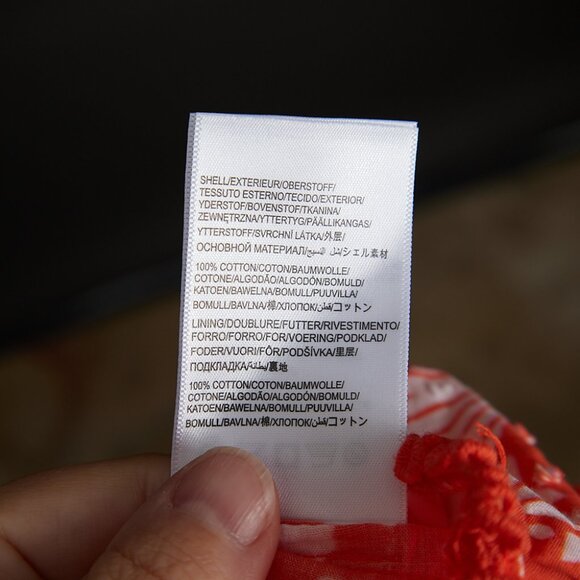 SHELL/EXTERIEUR/OBERSTOFF/
TESSUTO ESTERNO/TECIDO/EXTERIOR/
YDERSTOF/BOVENSTOF/TKANINA/
ZEWNĘTRZNA/YTTERTYG/PÄÄLLIKANGAS/
YTTERSTOFF/SVRCHNÍ LÁTKA/外层/
ОСНОВНОЙ МАТЕРИАЛ/شل النسيج/シェル素材
100% COTTON/COTON/BAUMWOLLE/
COTONE/ALGODÃO/ALGODÓN/BOMULD/
KATOEN/BAWELNA/BOMULL/PUUVILLA/
BOMULL/BAVLNA/棉/ХЛОПОК/قطن/コットン
LINING/DOUBLURE/FUTTER/RIVESTIMENTO/
FORRO/FORRO/FOR/VOERING/PODKLAD/
FODER/VUORI/FÔR/PODŠÍVKA/里层/
ПОДКЛАДКА/بطانة/裏地
100% COTTON/COTON/BAUMWOLLE/
COTONE/ALGODÃO/ALGODÓN/BOMULD/
KATOEN/BAWELNA/BOMULL/PUUVILLA/
BOMULL/BAVLNA/棉/ХЛОПОК/قطن/コットン